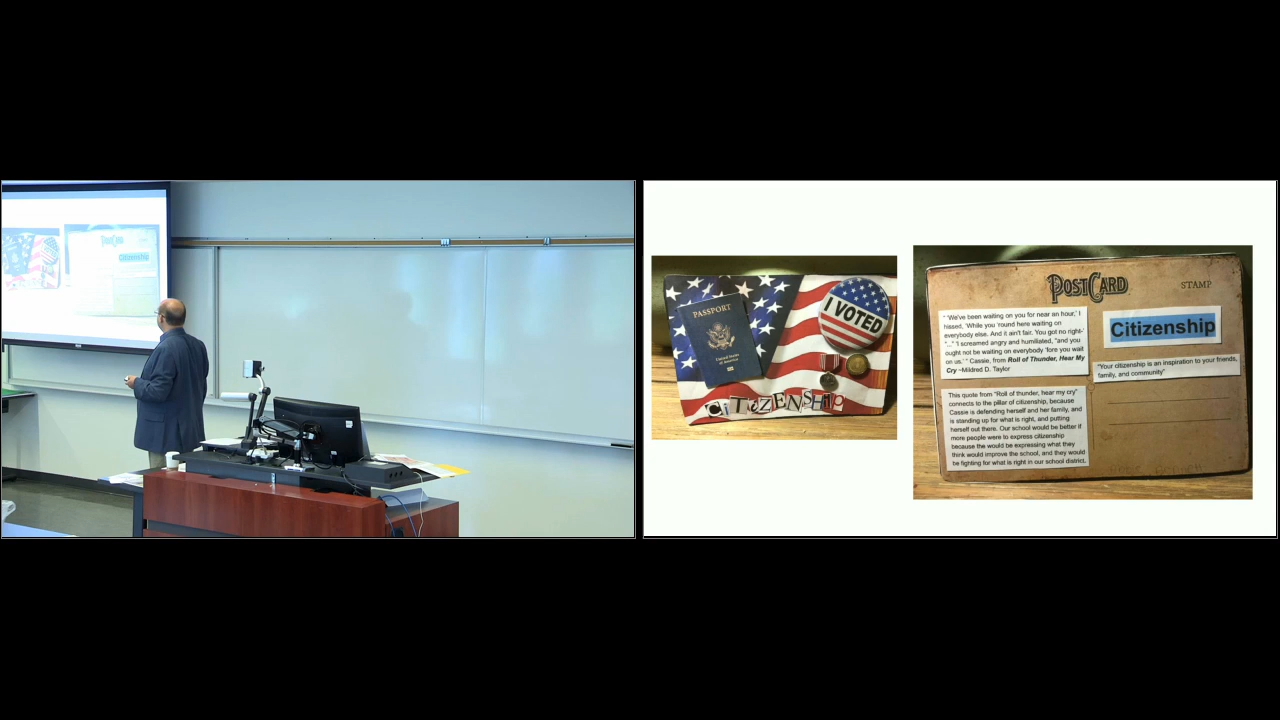 PASSPORT
United States
of America
I VOTED
CiTizENSHip
POSTCARD
STAMP
" 'We've been waiting on you for near an hour,' I
hissed, 'While you 'round here waiting on
everybody else. And it ain't fair. You got no right-'
"..." 'I screamed angry and humiliated, "and you
ought not be waiting on everybody 'fore you wait
on us.' " Cassie, from Roll of Thunder, Hear My
Cry ~Mildred D. Taylor
Citizenship
"Your citizenship is an inspiration to your friends,
family, and community"
This quote from "Roll of thunder, hear my cry"
connects to the pillar of citizenship, because
Cassie is defending herself and her family, and
is standing up for what is right, and putting
herself out there. Our school would be better if
more people were to express citizenship
because the would be expressing what they
think would improve the school, and they would
be fighting for what is right in our school district.